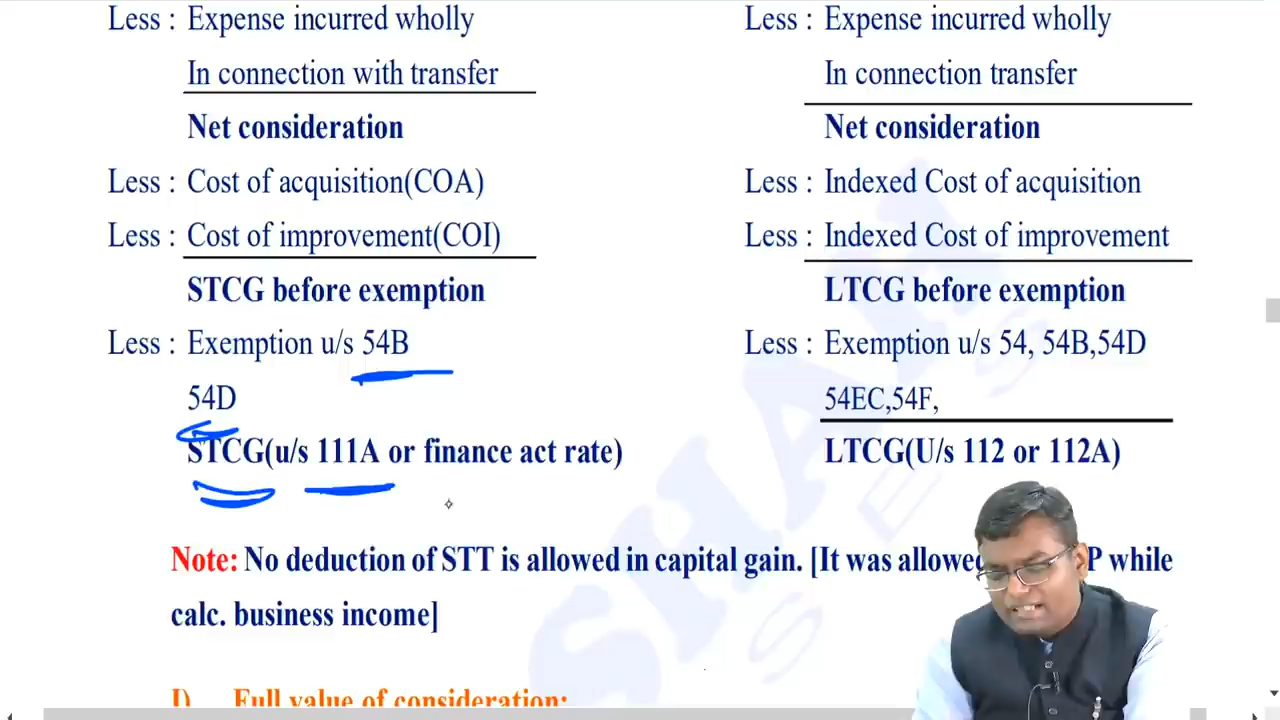 Less : Expense incurred wholly
In connection with transfer
Net consideration
Less : Cost of acquisition(COA)
Less : Cost of improvement(COI)
STCG before exemption
Less : Exemption u/s 54B
54D
STCG(u/s 111A or finance act rate)
Less : Expense incurred wholly
In connection transfer
Net consideration
Less : Indexed Cost of acquisition
Less : Indexed Cost of improvement
LTCG before exemption
Less : Exemption u/s 54, 54B,54D
54EC,54F,
LTCG(U/s 112 or 112A)
Note: No deduction of STT is allowed in capital gain. [It was allowed P while
calc. business income]
I) Full value of consideration: